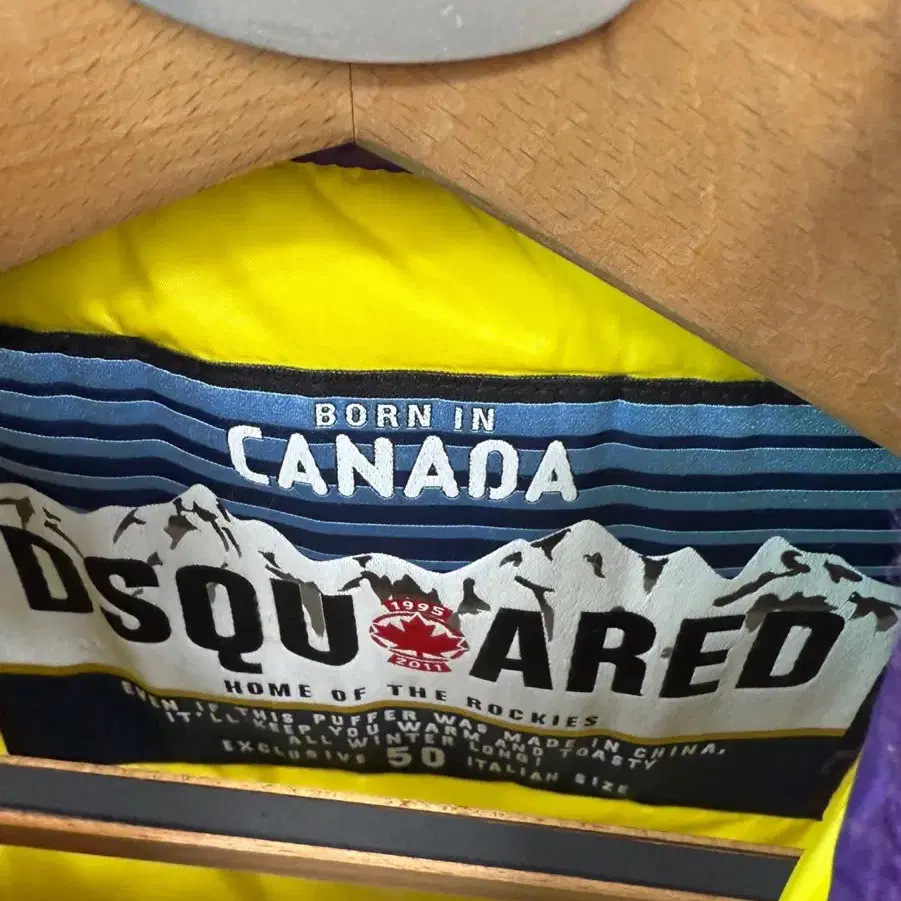 BORN IN
CANADA
1995
DSQU ARED
2011
HOME OF THE ROCKIES
EVEN IF THIS PUFFER WAS MADE IN CHINA,
IT'LL KEEP YOU WARM AND TOASTY
ALL WINTER LONG!
EXCLUSIVE 50 ITALIAN SIZE